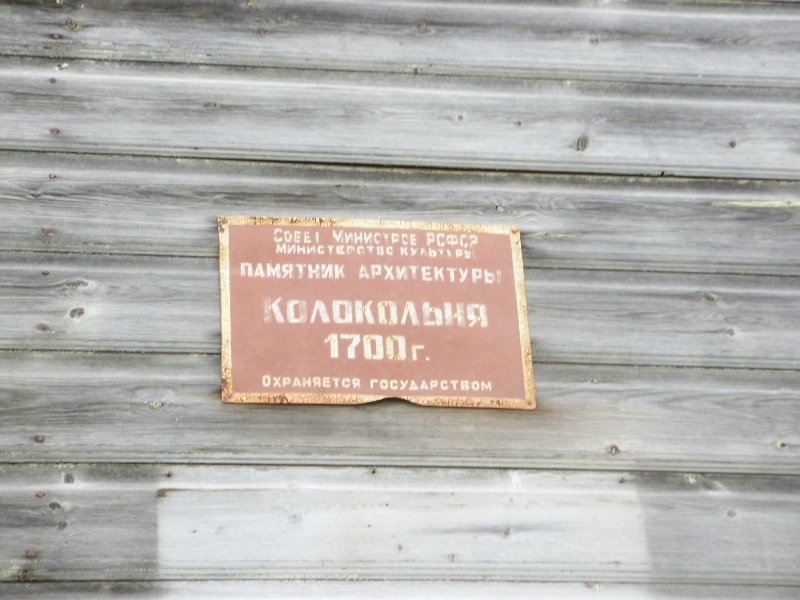 СОВЕТ МИНИСТРОВ РСФСР
МИНИСТЕРСТВО КУЛЬТУРЫ
ПАМЯТНИК АРХИТЕКТУРЫ
КОЛОКОЛЬНЯ
1700 г.
ОХРАНЯЕТСЯ ГОСУДАРСТВОМ